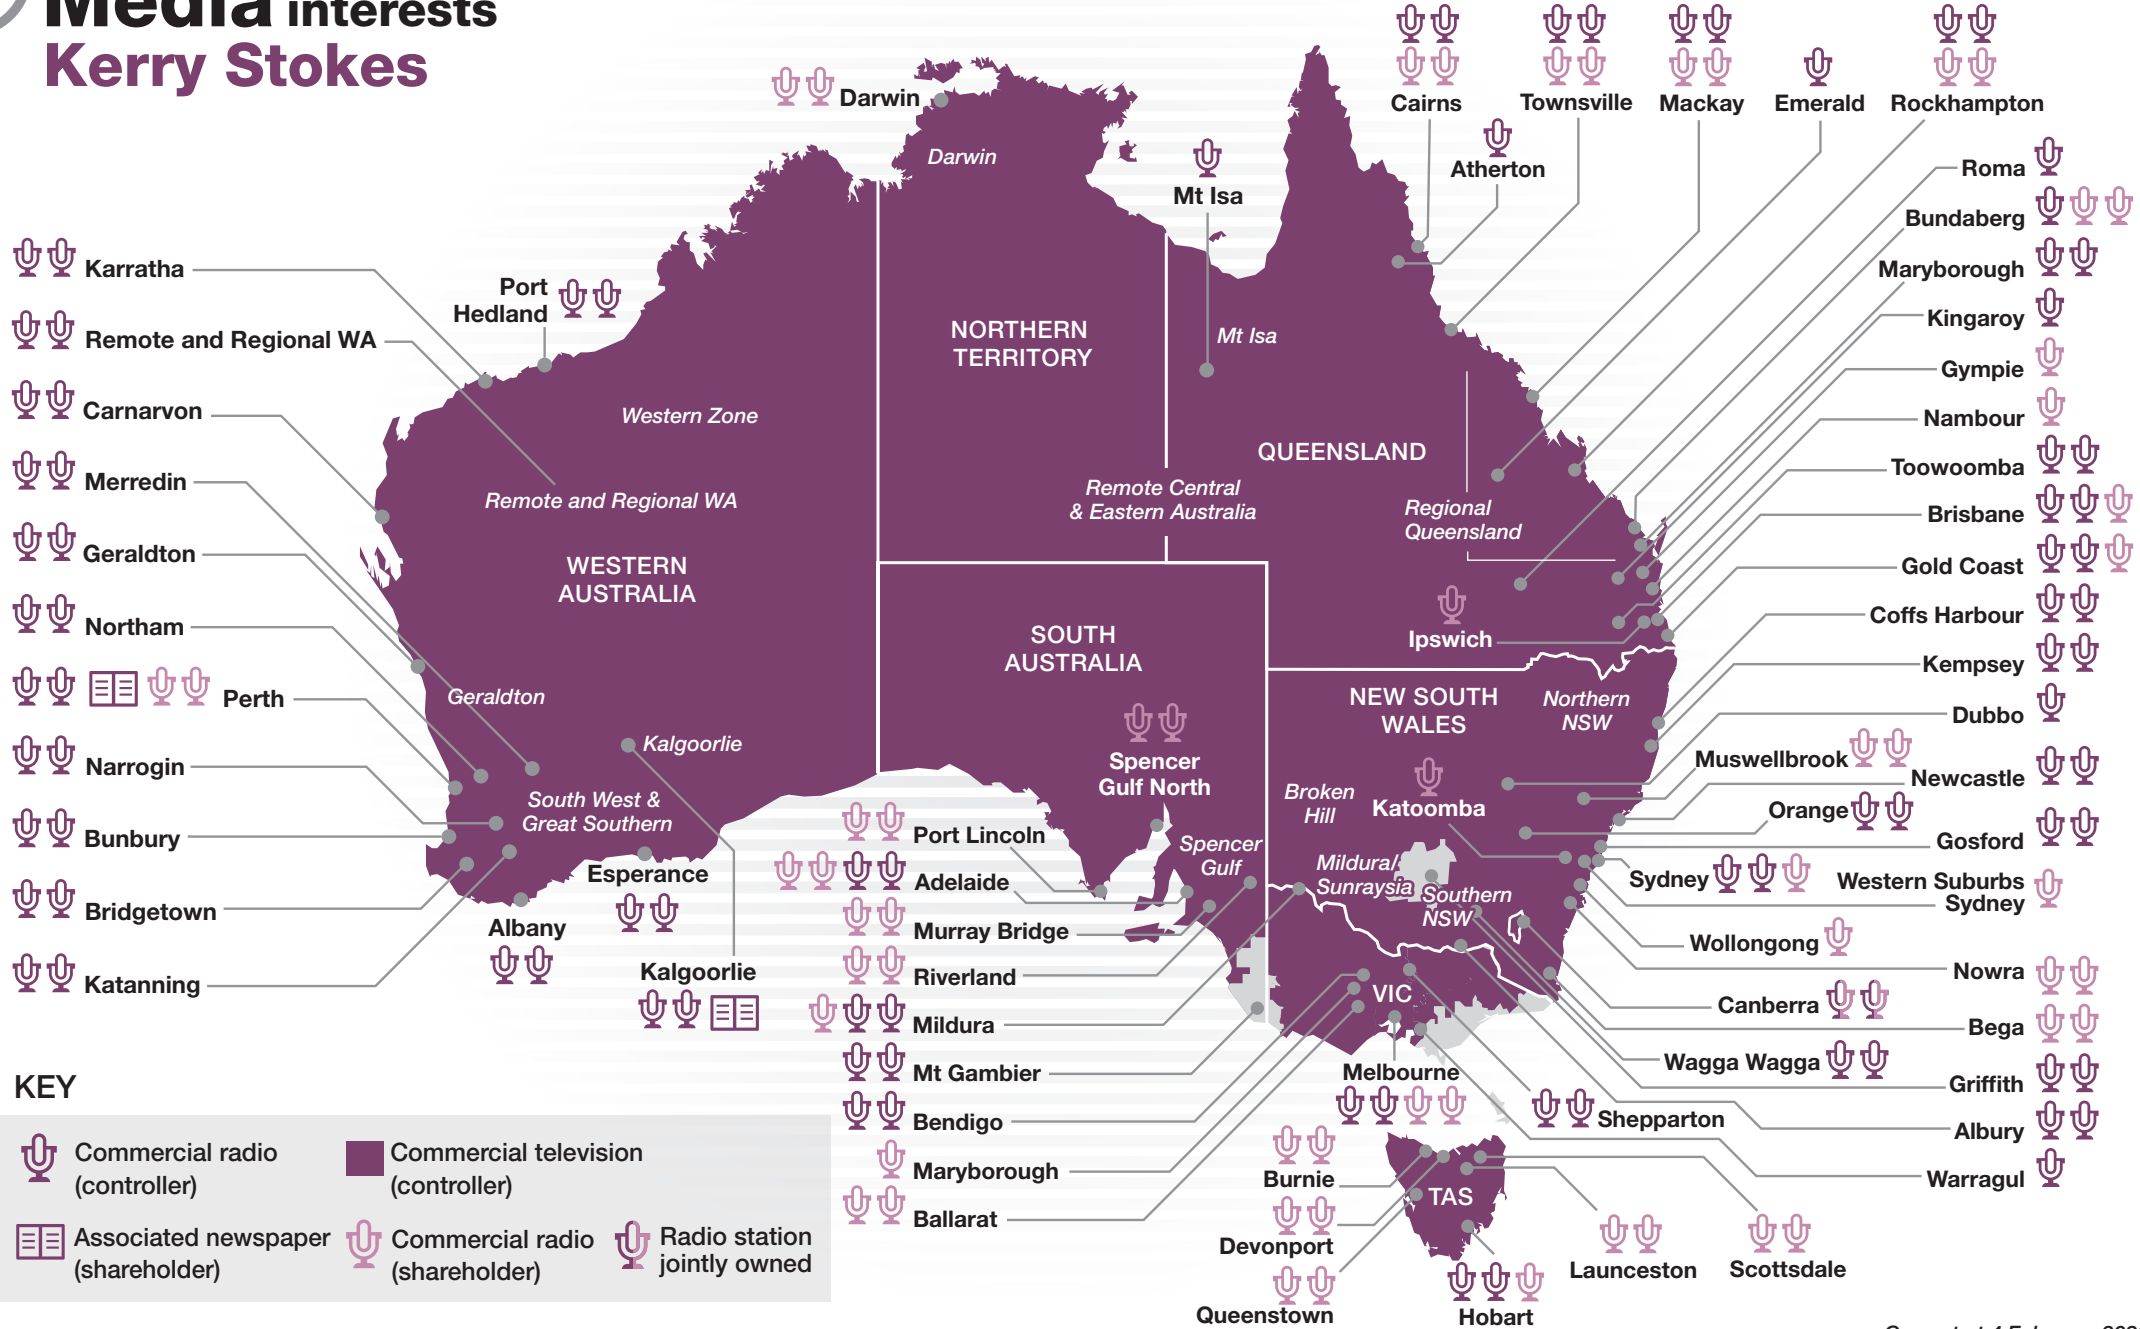 Media interests
Kerry Stokes
Cairns
Townsville
Mackay
Emerald
Rockhampton
Darwin
Darwin
Atherton
Mt Isa
Roma
Bundaberg
Maryborough
Kingaroy
Gympie
Nambour
Toowoomba
Brisbane
Gold Coast
Coffs Harbour
Kempsey
Dubbo
Muswellbrook
Newcastle
Orange
Gosford
Sydney
Western Suburbs
Sydney
Wollongong
Nowra
Canberra
Bega
Wagga Wagga
Griffith
Shepparton
Albury
Warragul
Karratha
Port
Hedland
Remote and Regional WA
Carnarvon
Merredin
Geraldton
Northam
Perth
Narrogin
Bunbury
Bridgetown
Katanning
Albany
Esperance
Kalgoorlie
Western Zone
Remote and Regional WA
WESTERN
AUSTRALIA
Geraldton
Kalgoorlie
South West &
Great Southern
NORTHERN
TERRITORY
Mt Isa
QUEENSLAND
Remote Central
& Eastern Australia
Regional
Queensland
Ipswich
SOUTH
AUSTRALIA
Spencer
Gulf North
Spencer
Gulf
NEW SOUTH
WALES
Northern
NSW
Broken
Hill
Katoomba
Mildura/
Sunraysia
Southern
NSW
VIC
Port Lincoln
Adelaide
Murray Bridge
Riverland
Mildura
Mt Gambier
Bendigo
Maryborough
Ballarat
Melbourne
Burnie
Devonport
Queenstown
TAS
Hobart
Launceston
Scottsdale
KEY
Commercial radio
(controller)
Commercial television
(controller)
Associated newspaper
(shareholder)
Commercial radio
(shareholder)
Radio station
jointly owned